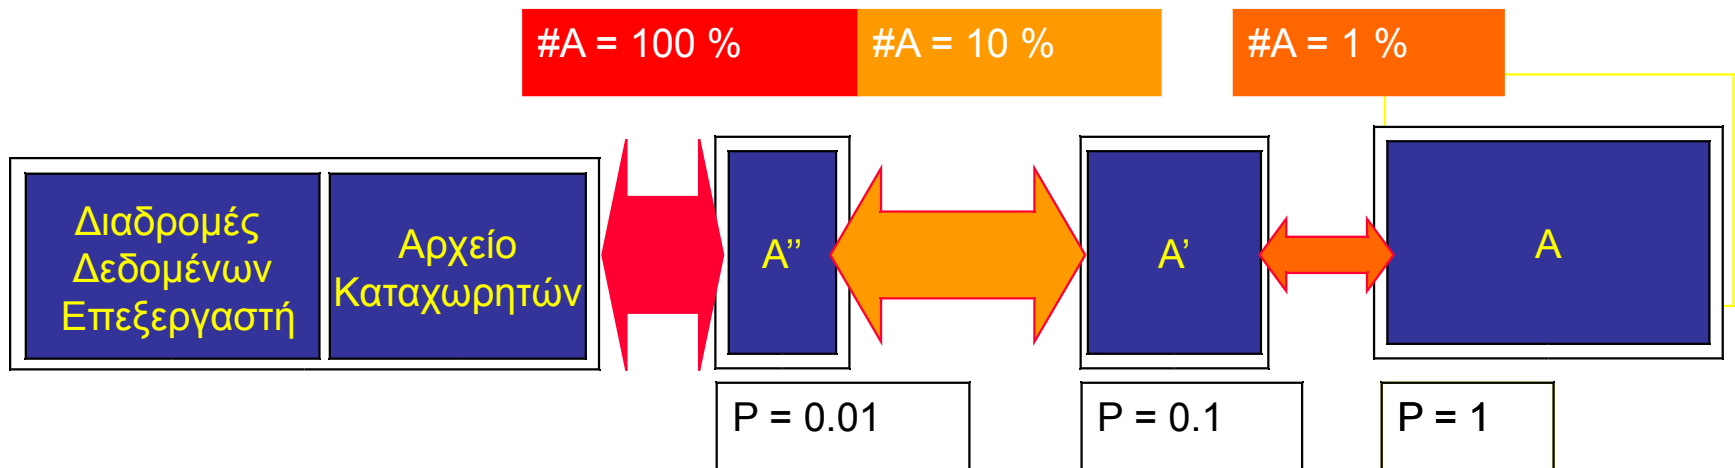 #A = 100 %
#A = 10 %
#A = 1 %
Διαδρομές
Δεδομένων
Επεξεργαστή
Αρχείο
Καταχωρητών
A’’
A’
A
P = 0.01
P = 0.1
P = 1